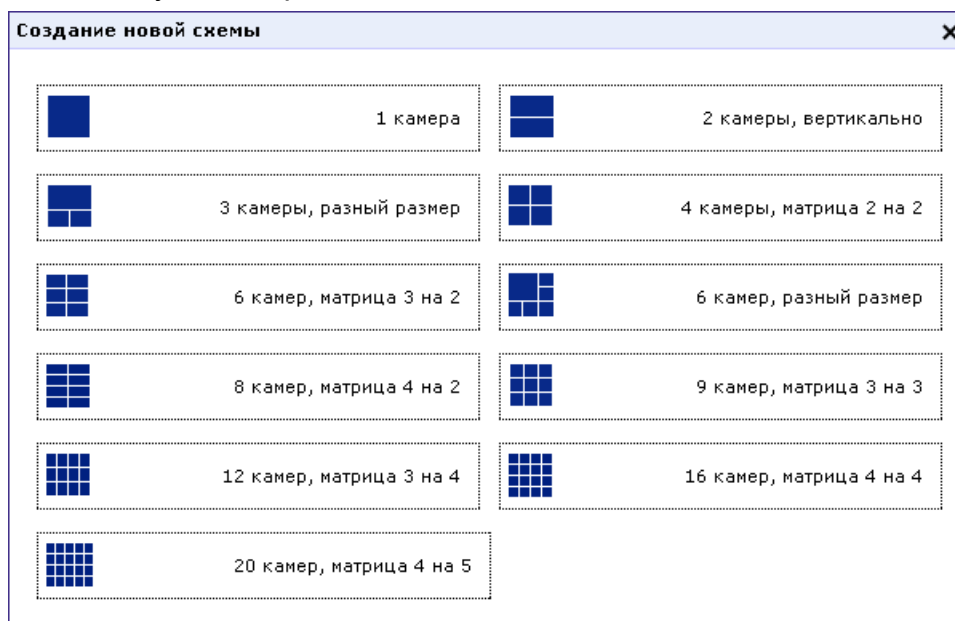 Создание новой схемы
1 камера
2 камеры, вертикально
3 камеры, разный размер
4 камеры, матрица 2 на 2
6 камер, матрица 3 на 2
6 камер, разный размер
8 камер, матрица 4 на 2
9 камер, матрица 3 на 3
12 камер, матрица 3 на 4
16 камер, матрица 4 на 4
20 камер, матрица 4 на 5